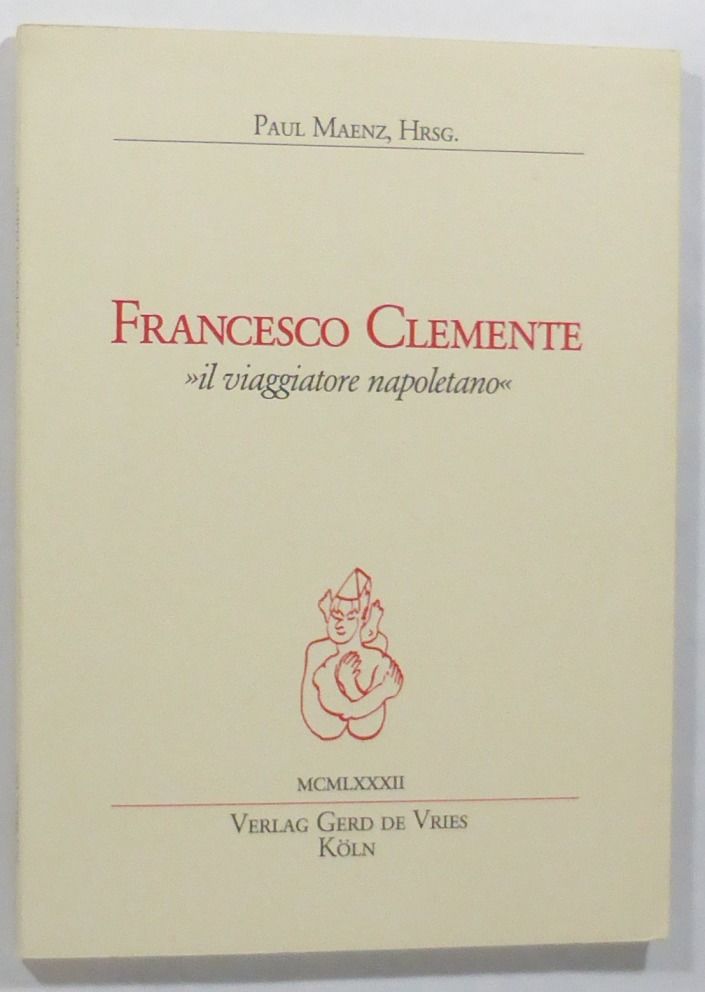 PAUL MAENZ, HRSG.
FRANCESCO CLEMENTE
»il viaggiatore napoletano«
MCMLXXXII
VERLAG GERD DE VRIES
KÖLN